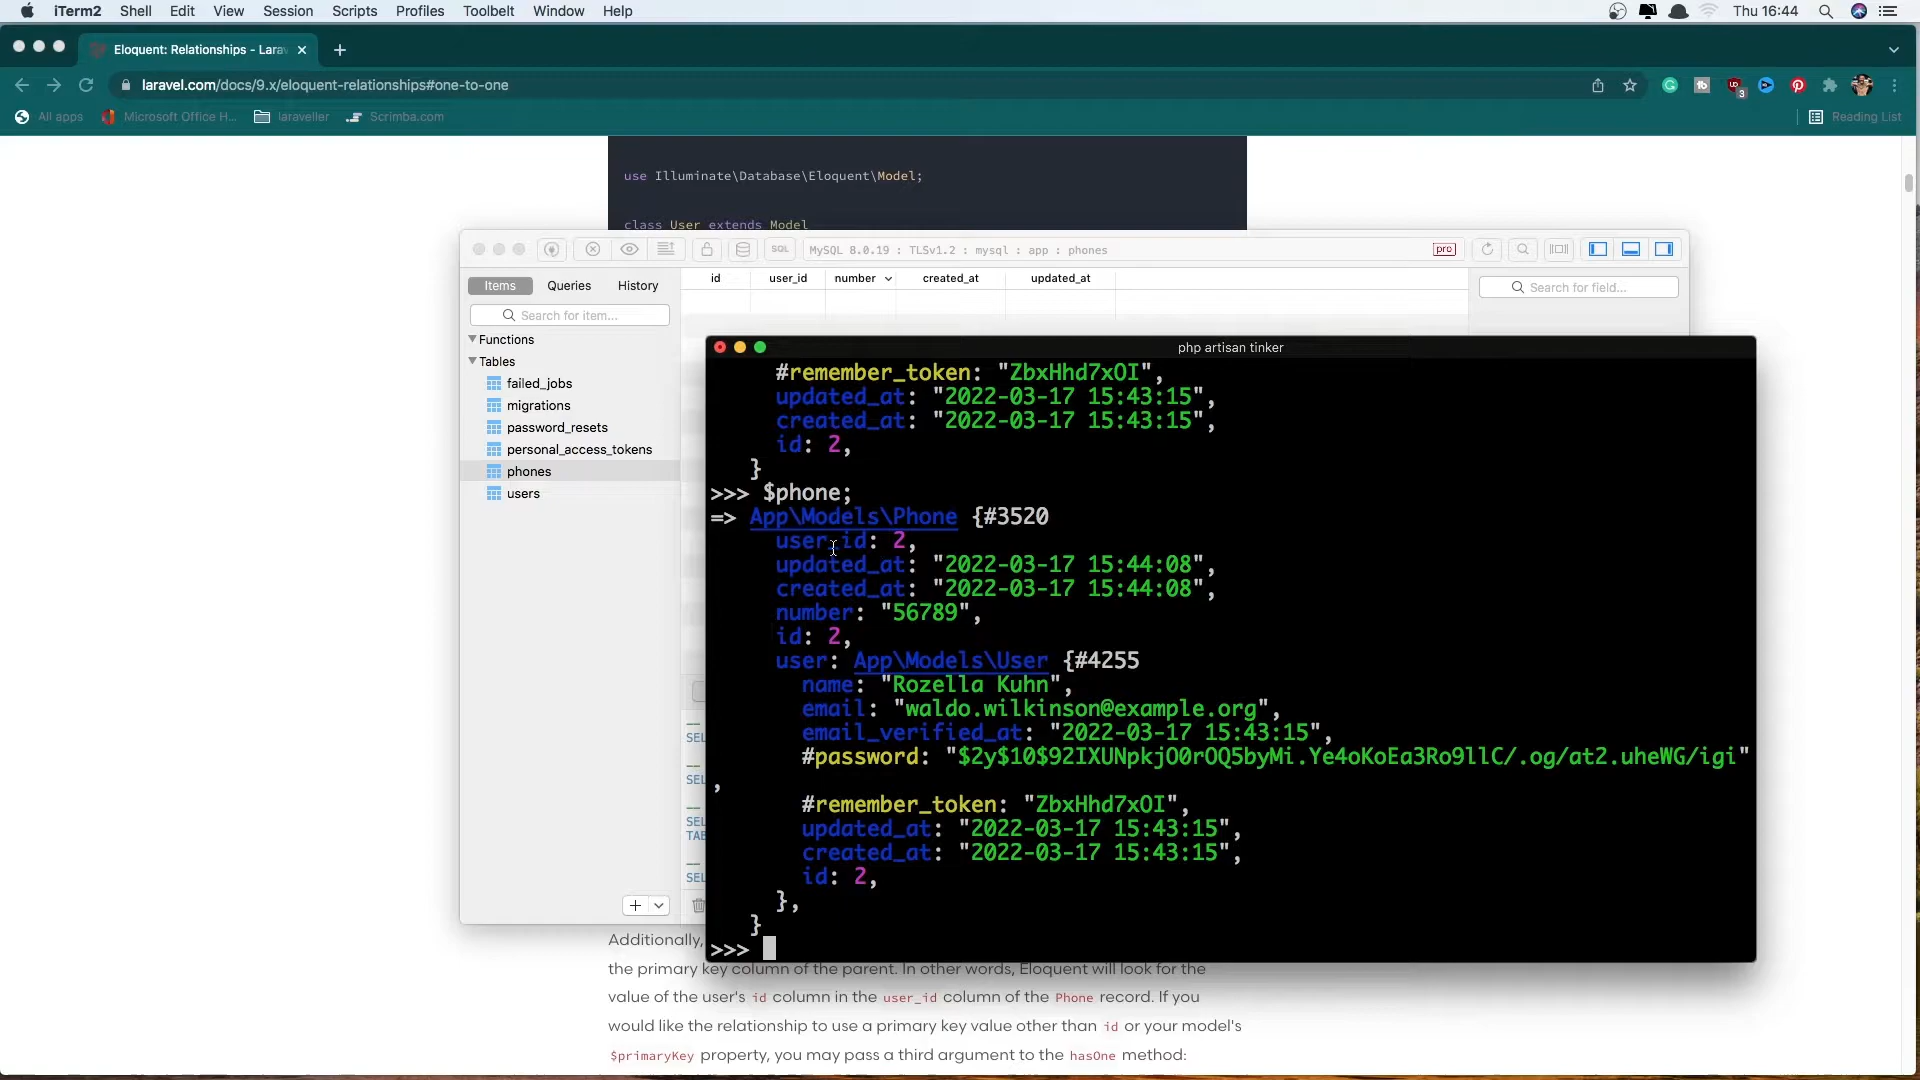 iTerm2 Shell Edit View Session Scripts Profiles Toolbelt Window Help Thu 16:44
Eloquent: Relationships - Lara
laravel.com/docs/9.x/eloquent-relationships#one-to-one
All apps Microsoft Office H... laraveller Scrimba.com Reading List
use Illuminate\Database\Eloquent\Model;
class User extends Model
SQL MySQL 8.0.19 : TLSv1.2 : mysql : app : phones pro
Items Queries History
id user_id number created_at updated_at
Search for field...
Search for item...
Functions
Tables
failed_jobs
migrations
password_resets
personal_access_tokens
phones
users
php artisan tinker
#remember_token: "ZbxHhd7xOI",
updated_at: "2022-03-17 15:43:15",
created_at: "2022-03-17 15:43:15",
id: 2,
}
>>> $phone;
=> App\Models\Phone {#3520
user_id: 2,
updated_at: "2022-03-17 15:44:08",
created_at: "2022-03-17 15:44:08",
number: "56789",
id: 2,
user: App\Models\User {#4255
name: "Rozella Kuhn",
email: "waldo.wilkinson@example.org",
email_verified_at: "2022-03-17 15:43:15",
#password: "$2y$10$92IXUNpkjO0rOQ5byMi.Ye4oKoEa3Ro9llC/.og/at2.uheWG/igi"
,
#remember_token: "ZbxHhd7xOI",
updated_at: "2022-03-17 15:43:15",
created_at: "2022-03-17 15:43:15",
id: 2,
},
}
>>>
--
SEL
--
SEL
--
SEL
TAB
--
SEL
Additionally,
the primary key column of the parent. In other words, Eloquent will look for the
value of the user's id column in the user_id column of the Phone record. If you
would like the relationship to use a primary key value other than id or your model's
$primaryKey property, you may pass a third argument to the hasOne method: